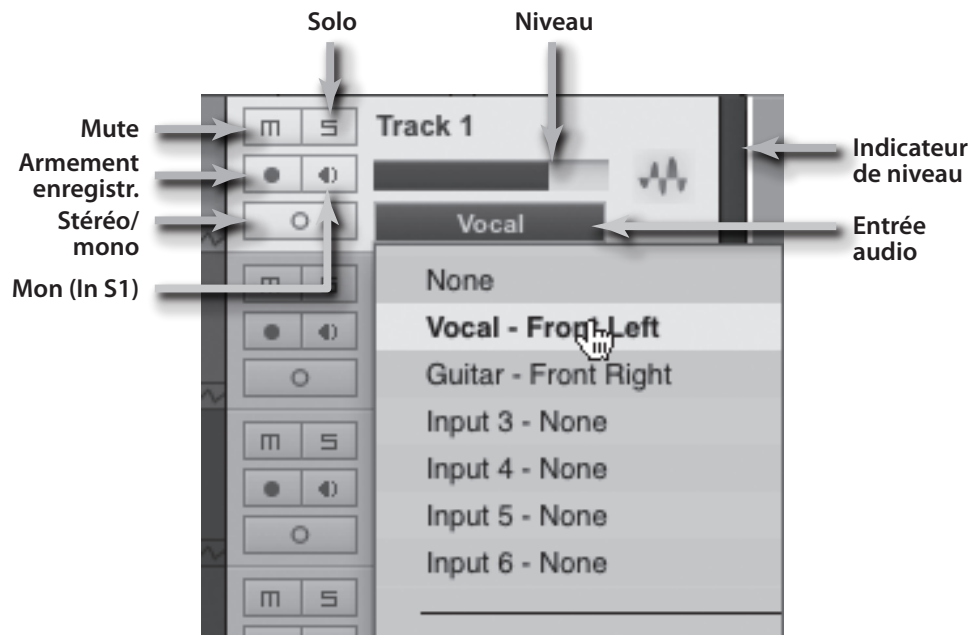 Solo
Niveau
Mute
m S Track 1
Armement
enregistr.
Indicateur
de niveau
Stéréo/
mono
Vocal
Entrée
audio
Mon (In S1)
m S
None
Vocal - Front Left
Guitar - Front Right
Input 3 - None
m S
Input 4 - None
Input 5 - None
Input 6 - None
m S